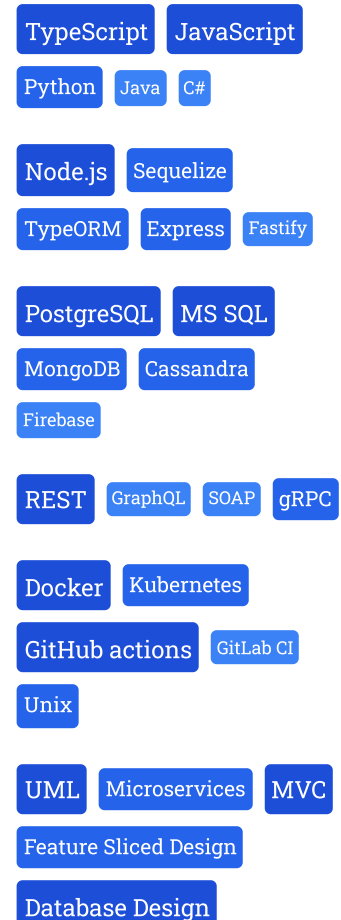 TypeScript JavaScript
Python Java C#
Node.js Sequelize
TypeORM Express Fastify
PostgreSQL MS SQL
MongoDB Cassandra
Firebase
REST GraphQL SOAP gRPC
Docker Kubernetes
GitHub actions GitLab CI
Unix
UML Microservices MVC
Feature Sliced Design
Database Design